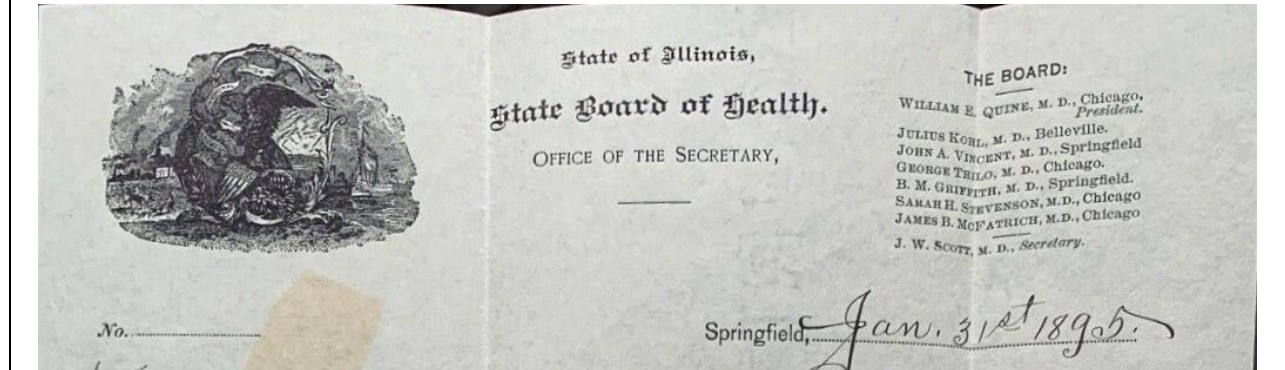 State of Illinois,
State Board of Health.
OFFICE OF THE SECRETARY,
THE BOARD:
WILLIAM E. QUINE, M. D., Chicago,
President.
JULIUS KOHL, M. D., Belleville.
JOHN A. VINCENT, M. D., Springfield
GEORGE THILO, M. D., Chicago.
B. M. GRIFFITH, M. D., Springfield.
SARAH H. STEVENSON, M.D., Chicago
JAMES B. McFATRICH, M.D., Chicago
J. W. SCOTT, M. D., Secretary.
No.
Springfield, Jan. 31st 1895.